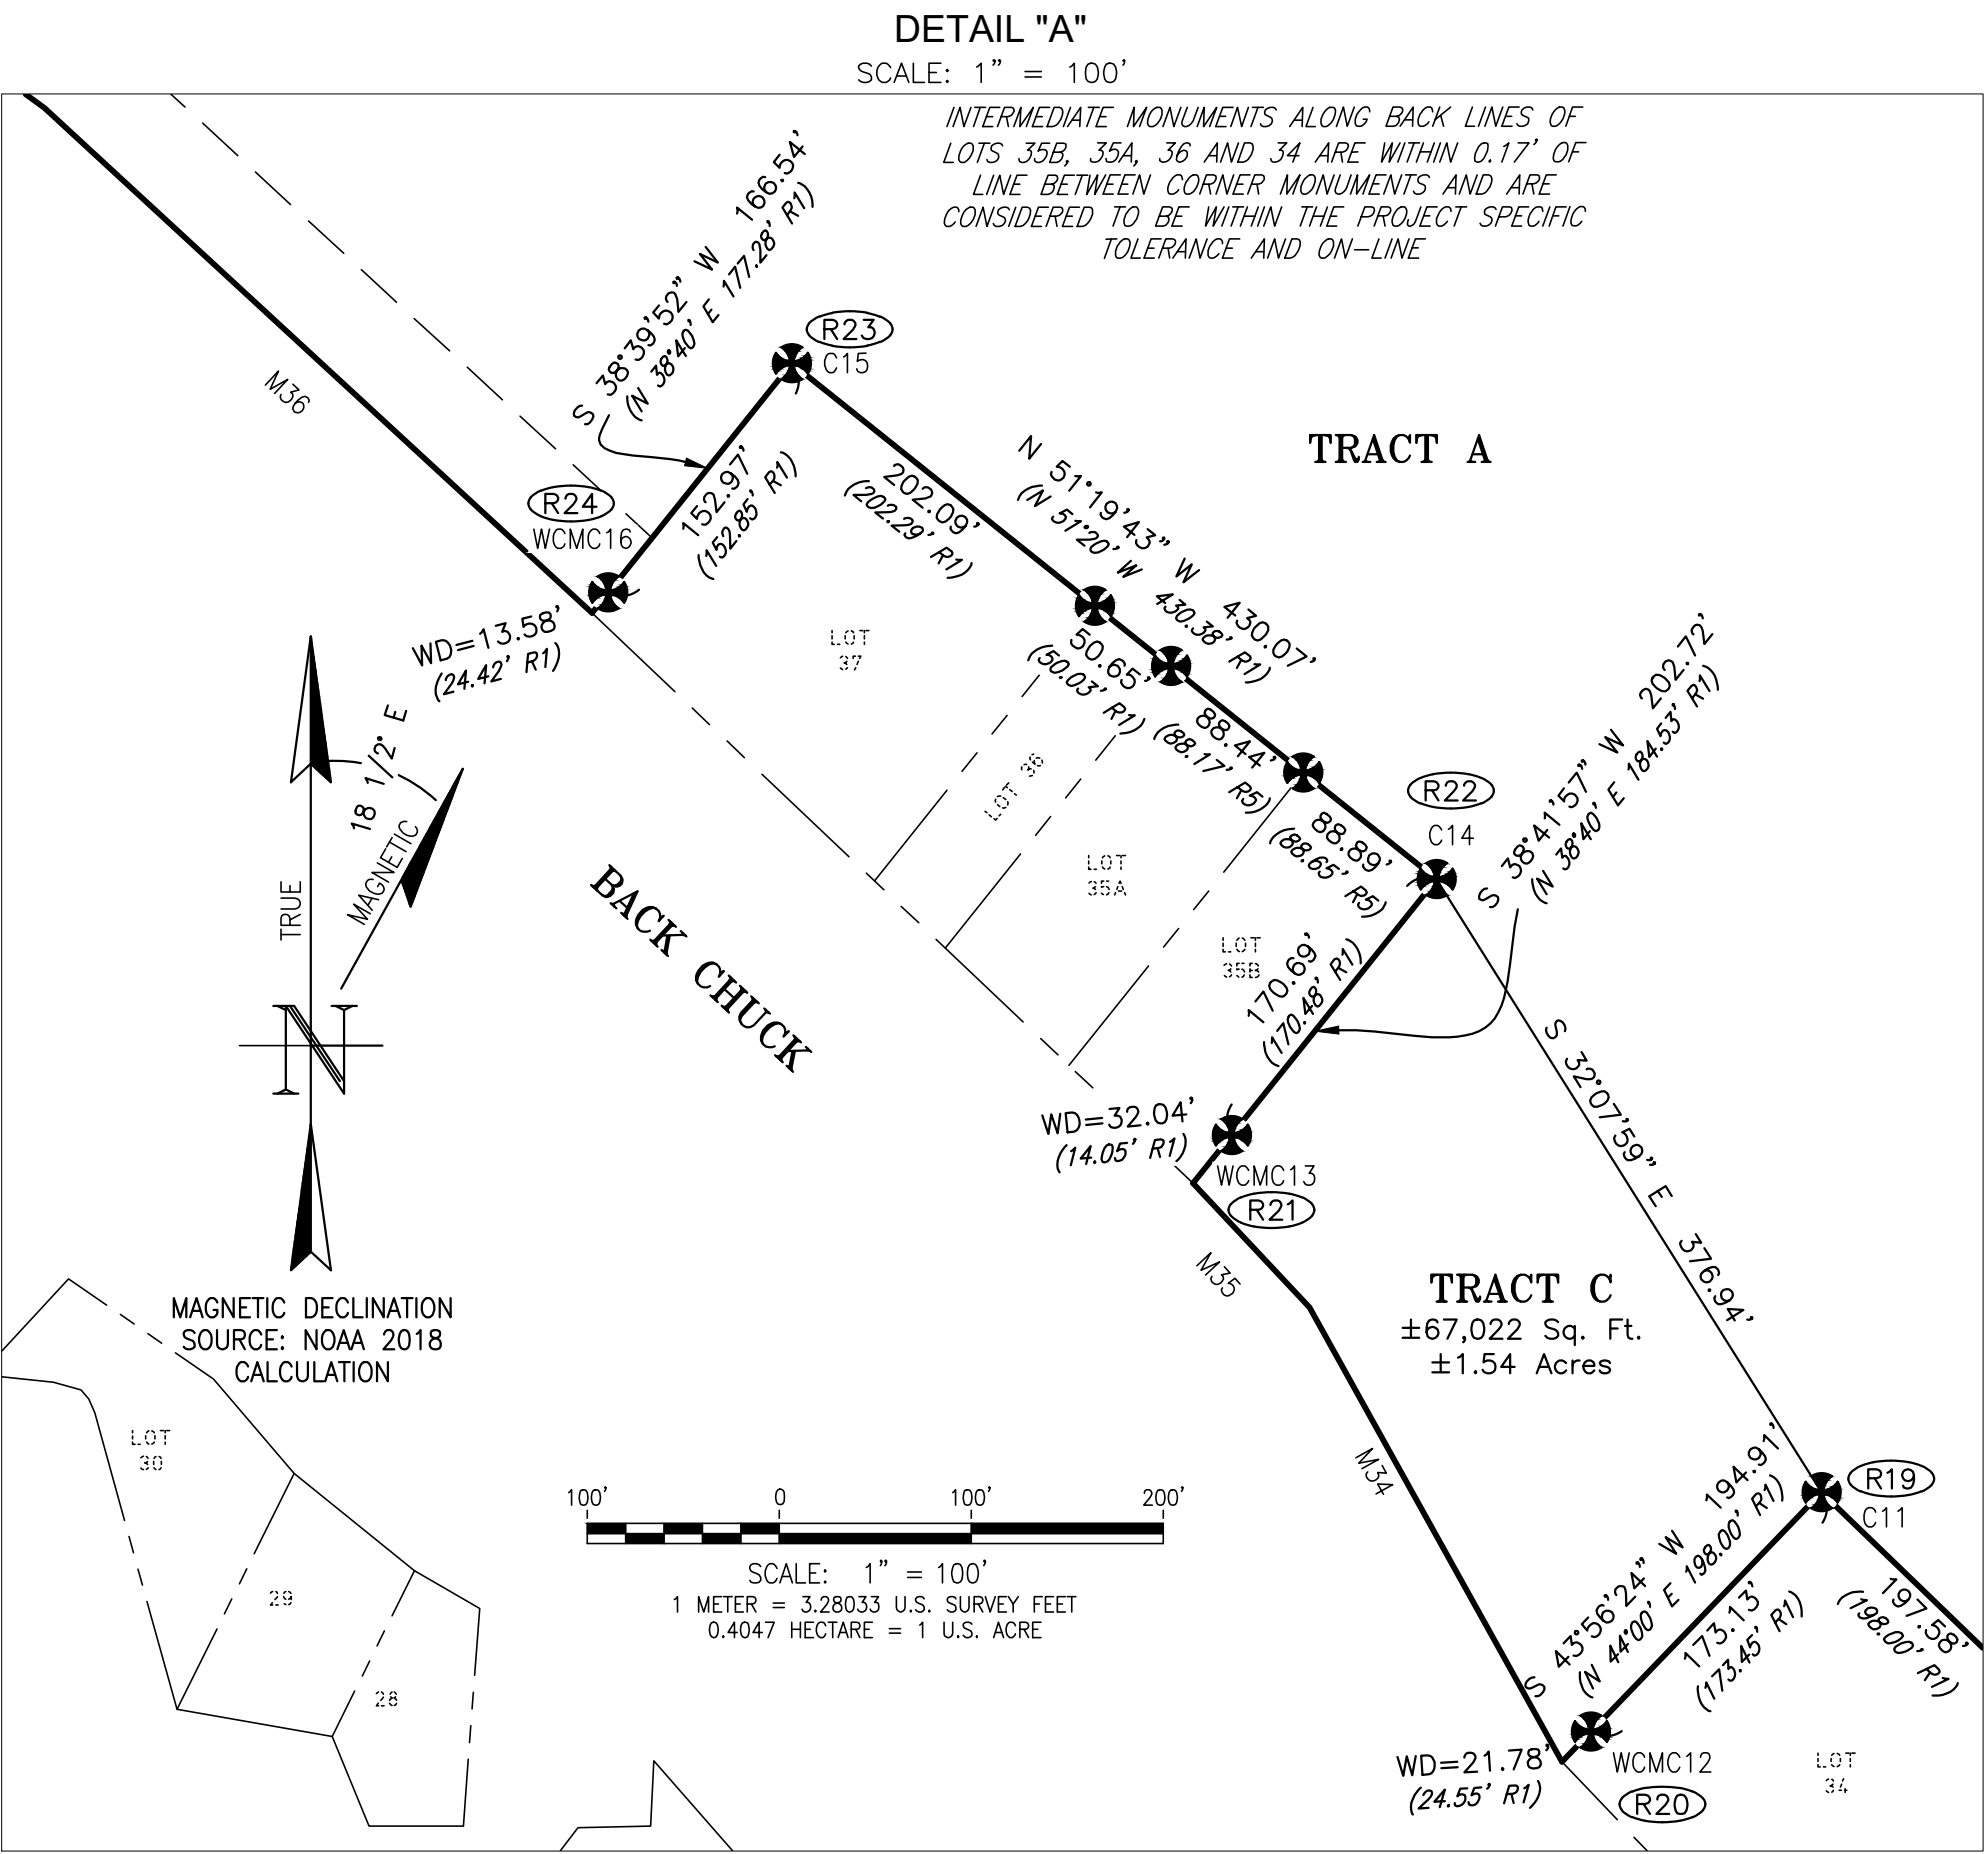 DETAIL "A"
SCALE: 1" = 100'
INTERMEDIATE MONUMENTS ALONG BACK LINES OF
LOTS 35B, 35A, 36 AND 34 ARE WITHIN 0.17' OF
LINE BETWEEN CORNER MONUMENTS AND ARE
CONSIDERED TO BE WITHIN THE PROJECT SPECIFIC
TOLERANCE AND ON-LINE
S 38°39'52" W 166.54'
(N 38°40' E 177.28' R1)
R23
C15
M36
TRACT A
152.97'
(152.85' R1)
202.09'
(202.29' R1)
N 51°19'43" W 430.07'
(N 51°20' W 430.38' R1)
R24
WCMC16
WD=13.58'
(24.42' R1)
LOT
37
50.65'
(50.03' R1)
88.44'
(88.17' R5)
88.89'
(88.65' R5)
S 38°41'57" W 202.72'
(N 38°40' E 184.53' R1)
R22
C14
18 1/2° E
TRUE
MAGNETIC
N
LOT 36
LOT
35A
LOT
35B
BACK CHUCK
170.69'
(170.48' R1)
WD=32.04'
(14.05' R1)
WCMC13
R21
S 32°07'59" E 376.94'
M35
TRACT C
±67,022 Sq. Ft.
±1.54 Acres
MAGNETIC DECLINATION
SOURCE: NOAA 2018
CALCULATION
LOT
30
29
28
M34
100' 0 100' 200'
SCALE: 1" = 100'
1 METER = 3.28033 U.S. SURVEY FEET
0.4047 HECTARE = 1 U.S. ACRE
S 43°56'24" W 194.91'
(N 44°00' E 198.00' R1)
R19
C11
173.13'
(173.45' R1)
197.58'
(198.00' R1)
WD=21.78'
(24.55' R1)
WCMC12
R20
LOT
34